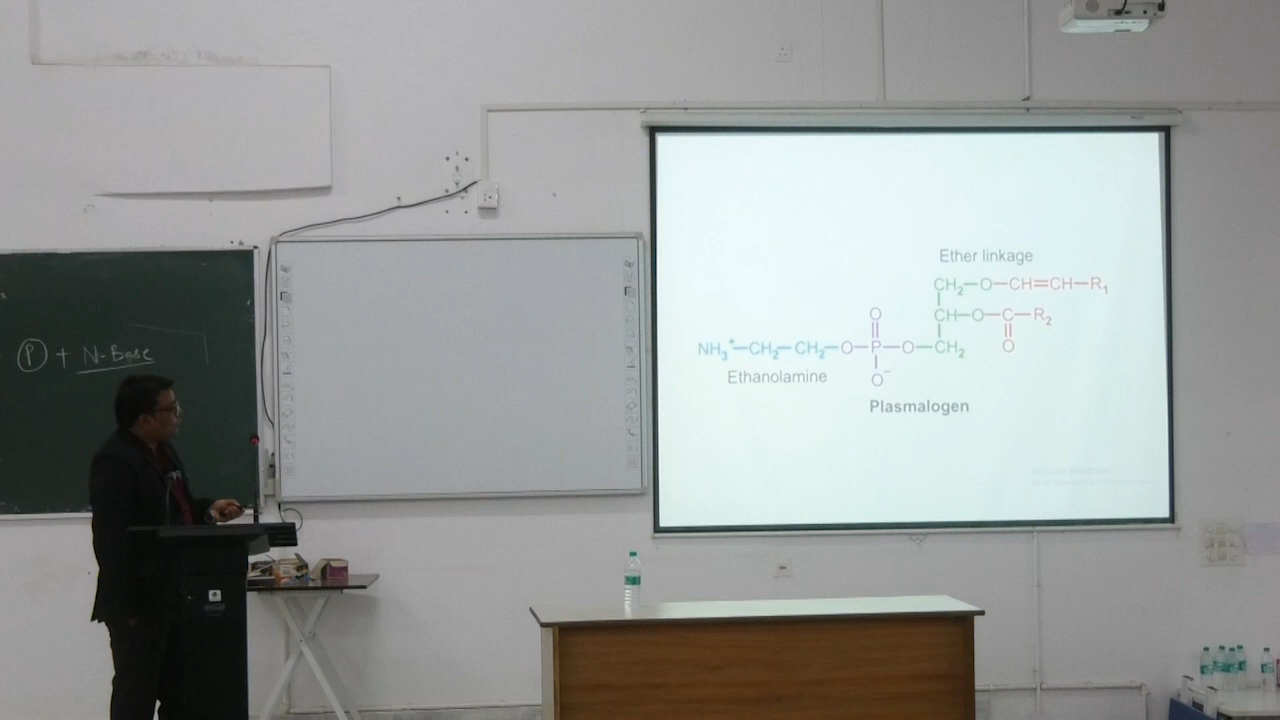 Ⓟ + N-Base
Ether linkage
CH₂—O—CH=CH—R₁
O CH—O—C—R₂
NH₃⁺—CH₂—CH₂—O—P—O—CH₂ O
Ethanolamine O⁻
Plasmalogen